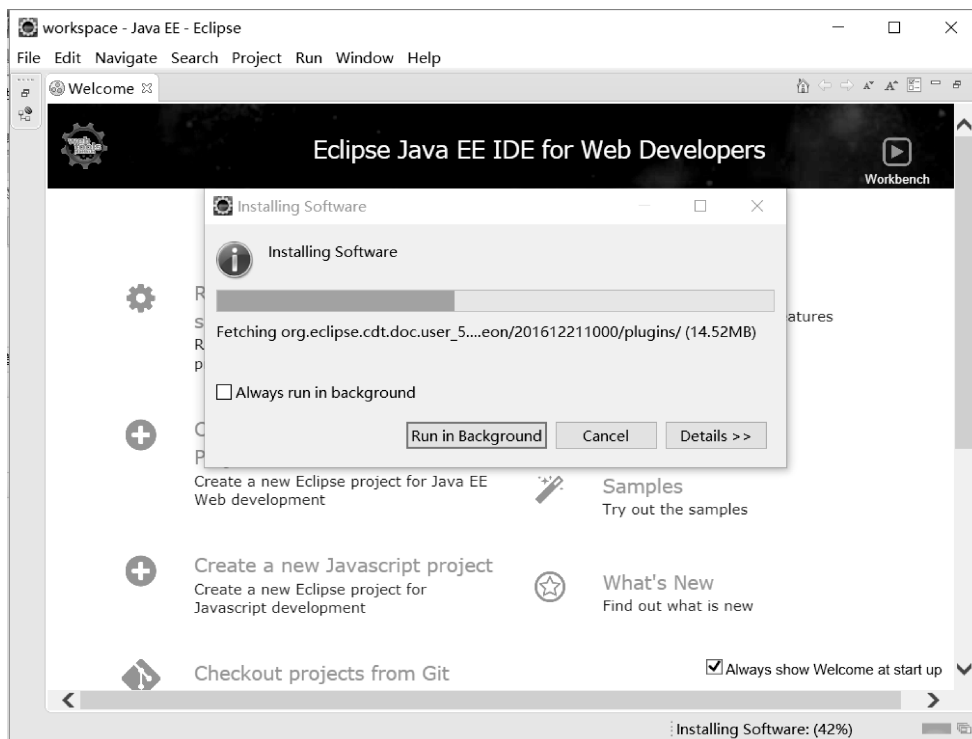 workspace - Java EE - Eclipse
File Edit Navigate Search Project Run Window Help
Welcome
Eclipse Java EE IDE for Web Developers
Workbench
Installing Software
Installing Software
Fetching org.eclipse.cdt.doc.user_5....eon/201612211000/plugins/ (14.52MB)
Always run in background
Run in Background Cancel Details >>
Create a new Eclipse project for Java EE
Web development
Samples
Try out the samples
Create a new Javascript project
Create a new Eclipse project for
Javascript development
What's New
Find out what is new
Checkout projects from Git
Always show Welcome at start up
Installing Software: (42%)